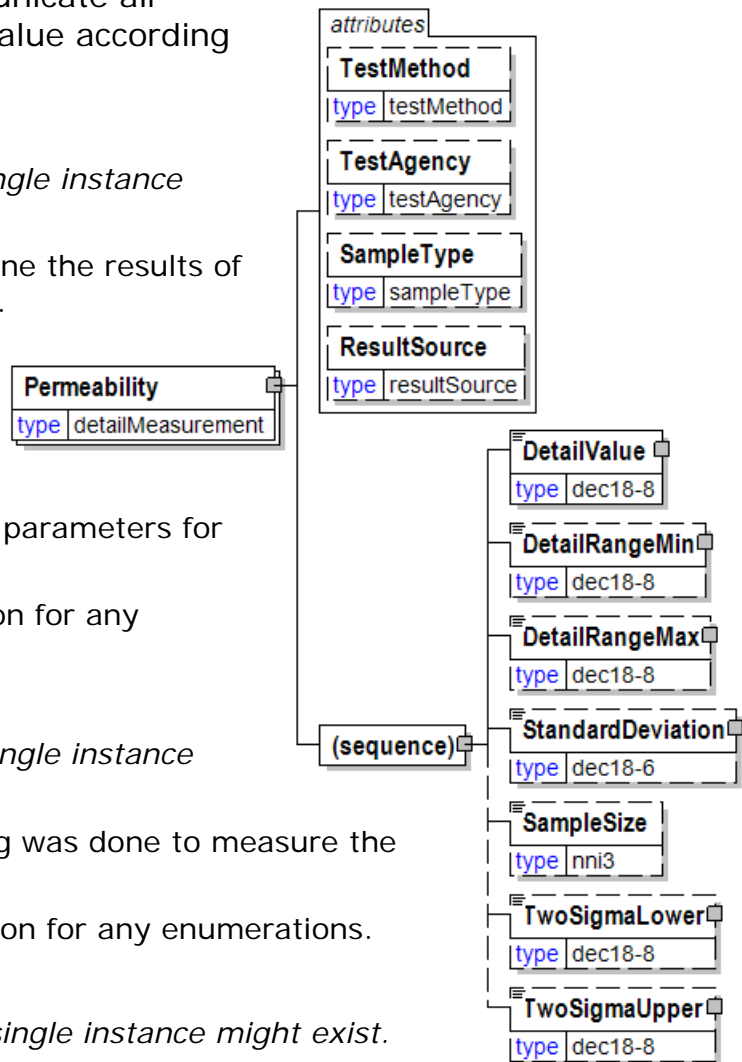 unicate air
alue according
ngle instance
ne the results of
.
parameters for
on for any
ngle instance
g was done to measure the
on for any enumerations.
single instance might exist.
attributes
TestMethod
type testMethod
TestAgency
type testAgency
SampleType
type sampleType
ResultSource
type resultSource
Permeability
type detailMeasurement
(sequence)
DetailValue
type dec18-8
DetailRangeMin
type dec18-8
DetailRangeMax
type dec18-8
StandardDeviation
type dec18-6
SampleSize
type nni3
TwoSigmaLower
type dec18-8
TwoSigmaUpper
type dec18-8